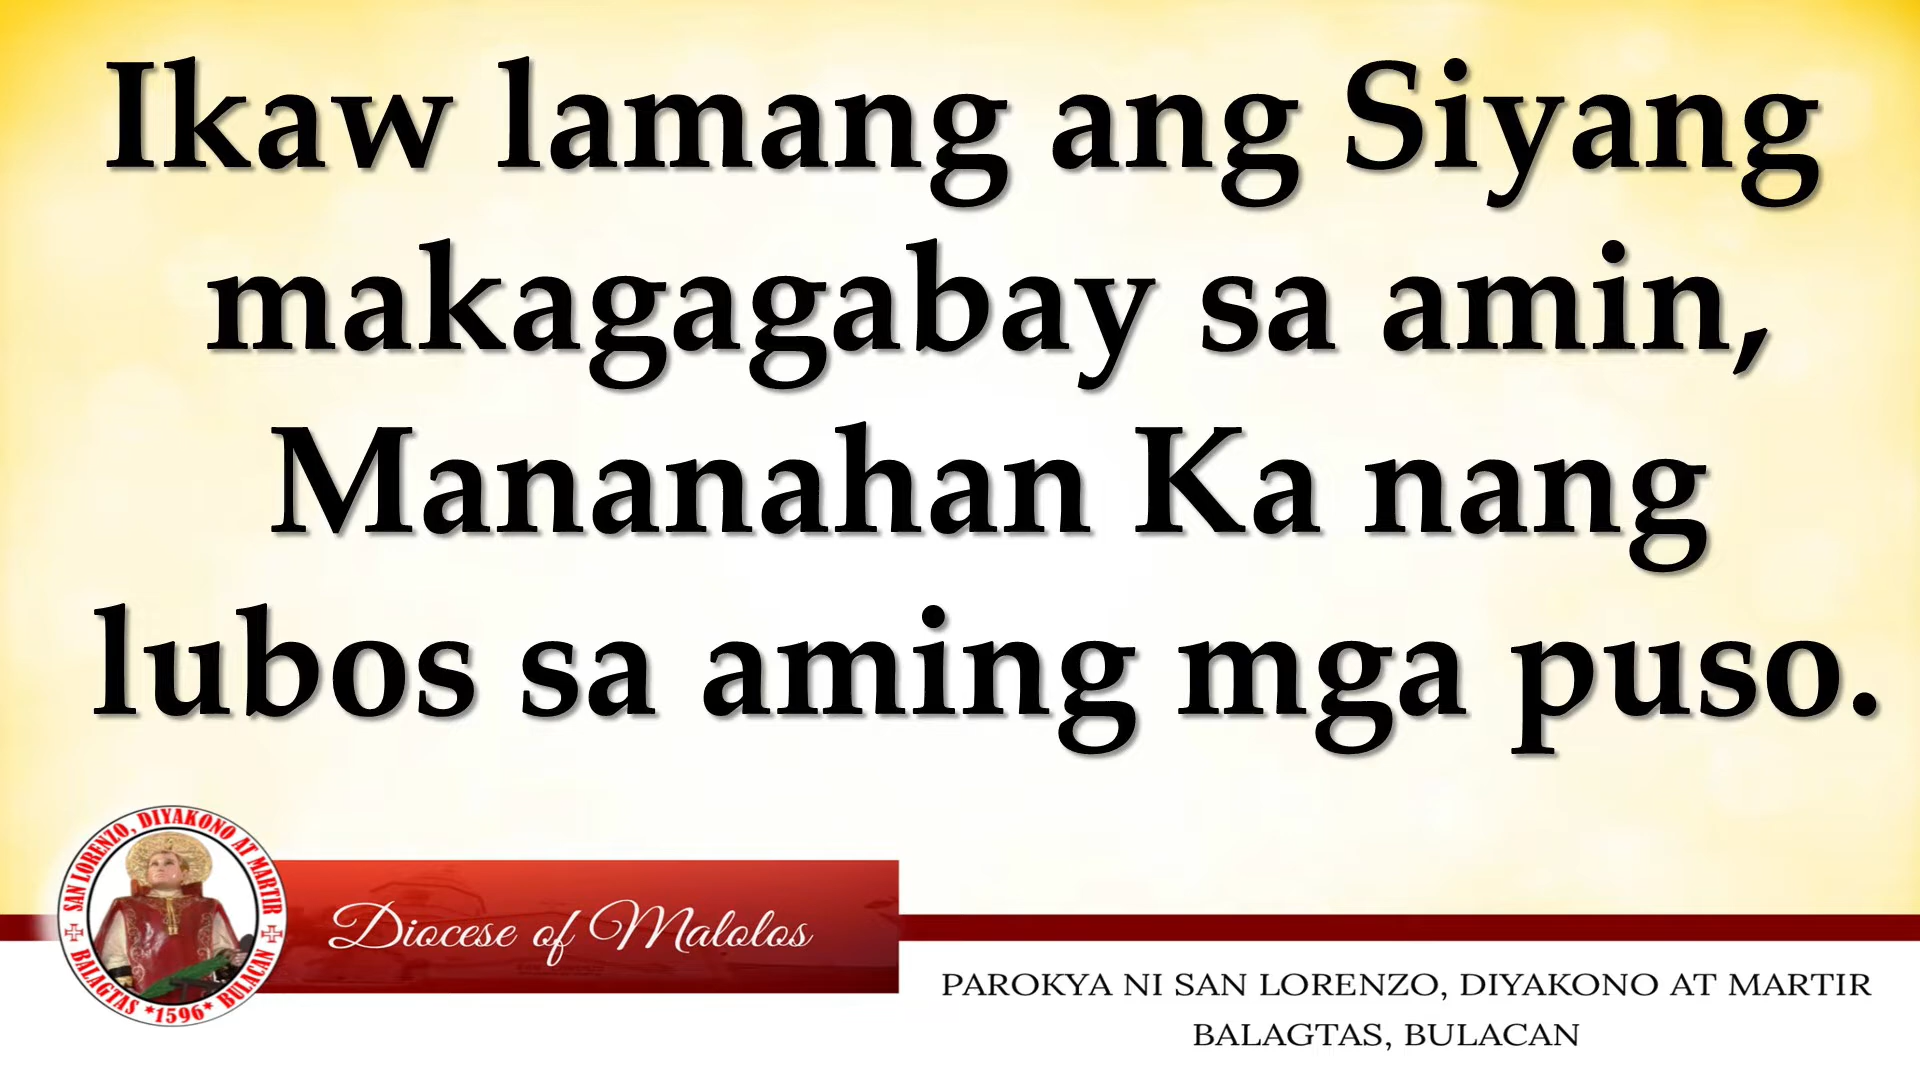 Ikaw lamang ang Siyang
makagagabay sa amin,
Mananahan Ka nang
lubos sa aming mga puso.
SAN LORENZO, DIYAKONO AT MARTIR
BALAGTAS *1596* BULACAN
Diocese of Malolos
PAROKYA NI SAN LORENZO, DIYAKONO AT MARTIR
BALAGTAS, BULACAN